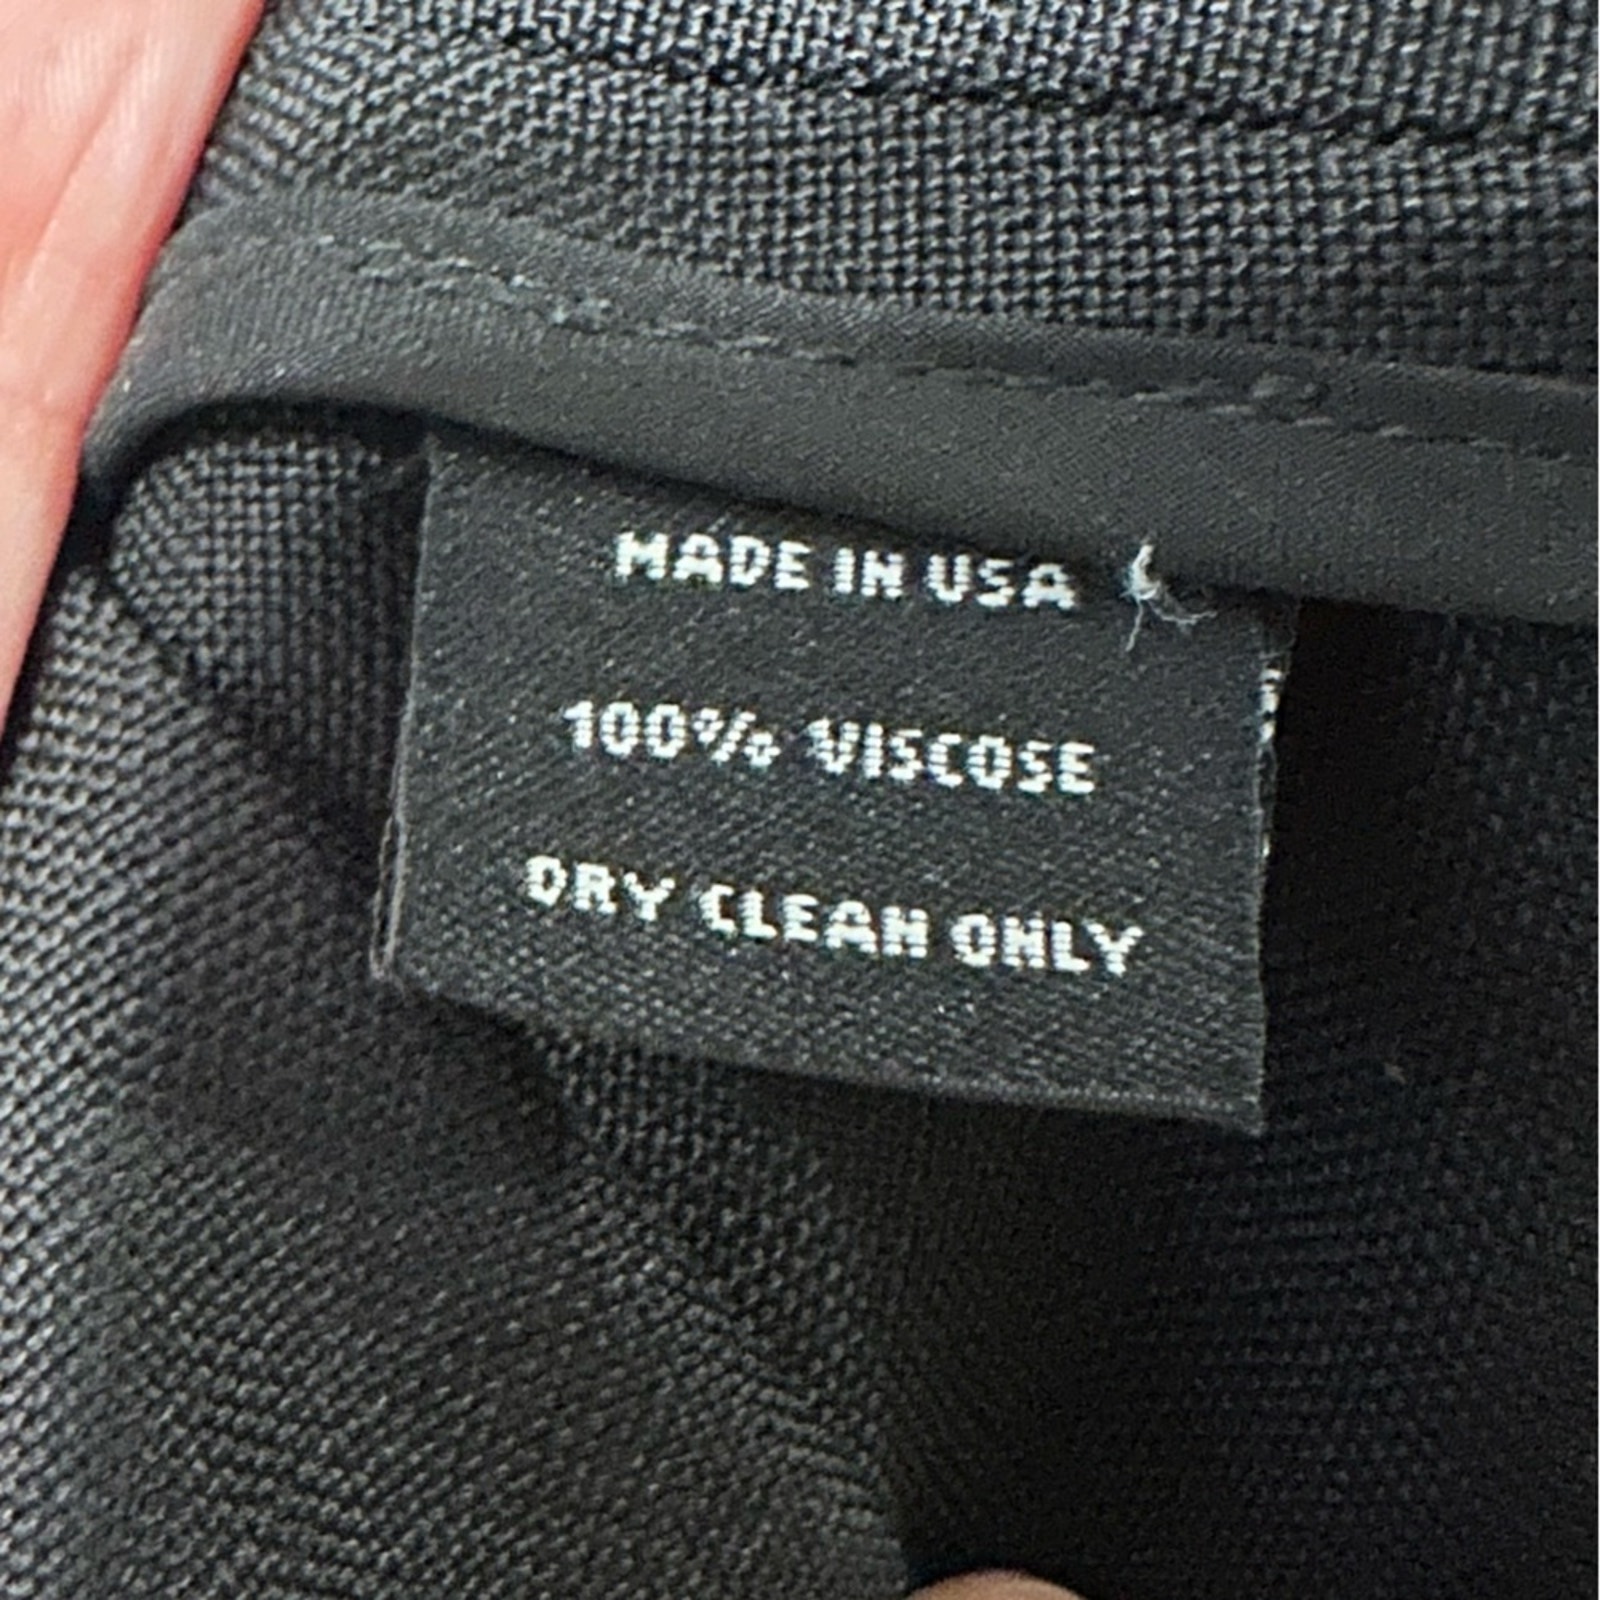 MADE IN USA
100% VISCOSE
DRY CLEAN ONLY